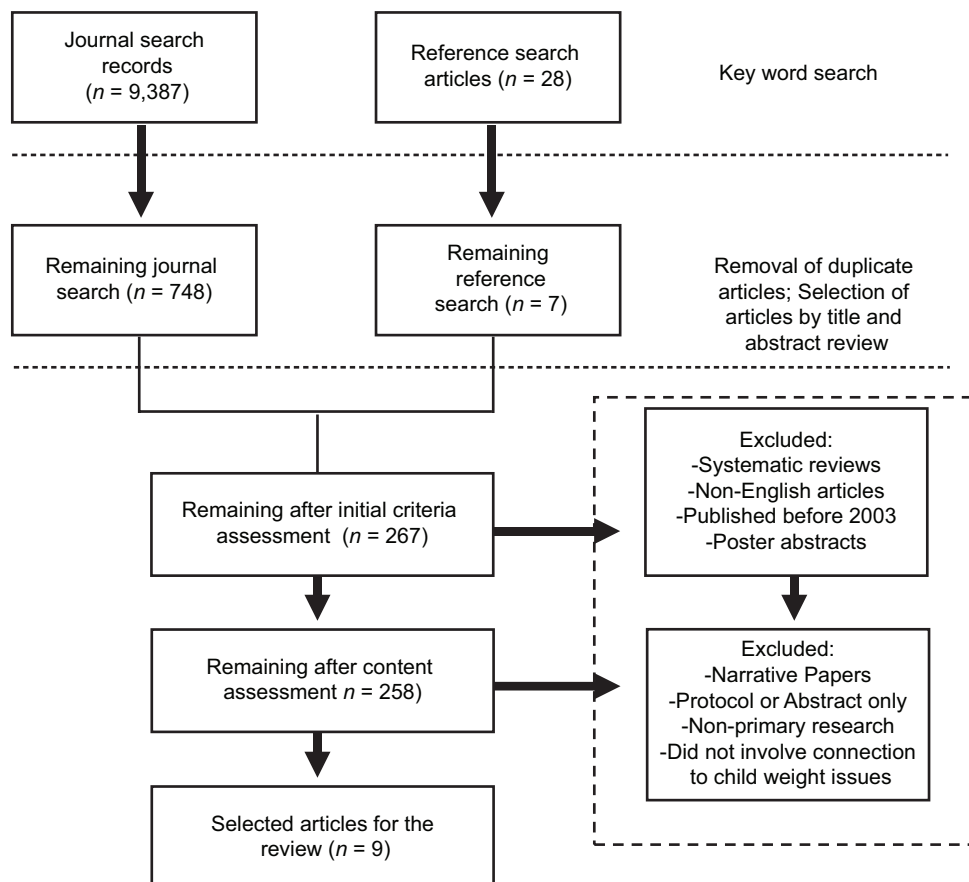 Journal search
records
(n = 9,387)
Reference search
articles (n = 28)
Key word search
Remaining journal
search (n = 748)
Remaining
reference
search (n = 7)
Removal of duplicate
articles; Selection of
articles by title and
abstract review
Remaining after initial criteria
assessment (n = 267)
Excluded:
-Systematic reviews
-Non-English articles
-Published before 2003
-Poster abstracts
Remaining after content
assessment n = 258)
Excluded:
-Narrative Papers
-Protocol or Abstract only
-Non-primary research
-Did not involve connection
to child weight issues
Selected articles for the
review (n = 9)